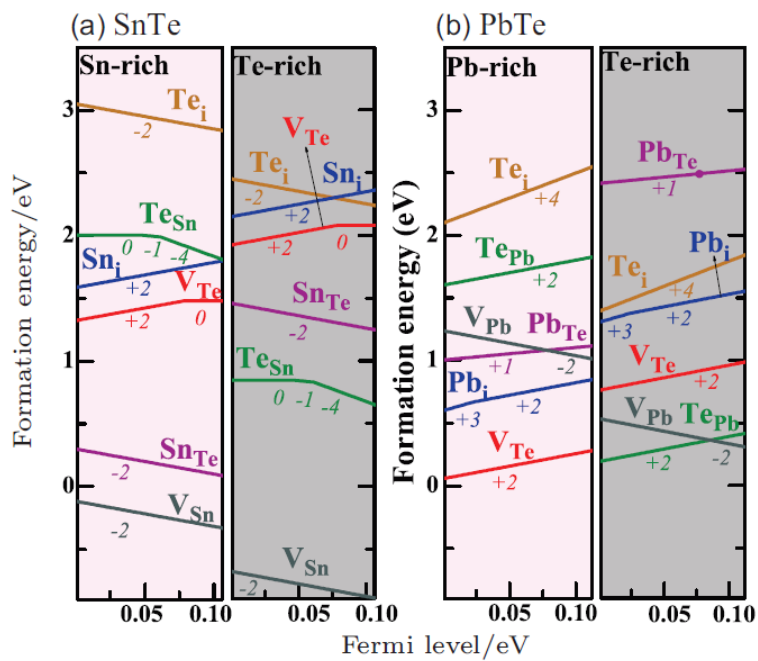 (a) SnTe
Sn-rich
Te-rich
Formation energy/eV
3
2
1
0
Te_i
-2
Te_Sn
0 -1 -4
Sn_i
+2
V_Te
+2 0
Sn_Te
-2
V_Sn
-2
V_Te
Te_i
-2
Sn_i
+2
+2 0
Sn_Te
-2
Te_Sn
0 -1 -4
V_Sn
-2
0.05 0.10
0.05 0.10
(b) PbTe
Pb-rich
Te-rich
Formation energy (eV)
3
2
1
0
Te_i
+4
Te_Pb
+2
V_Pb
-2
Pb_Te
+1
Pb_i
+3 +2
V_Te
+2
Pb_Te
+1
Pb_i
Te_i
+4
+3 +2
V_Te
+2
V_Pb
Te_Pb
+2
-2
0.05 0.10
0.05 0.10
Fermi level/eV